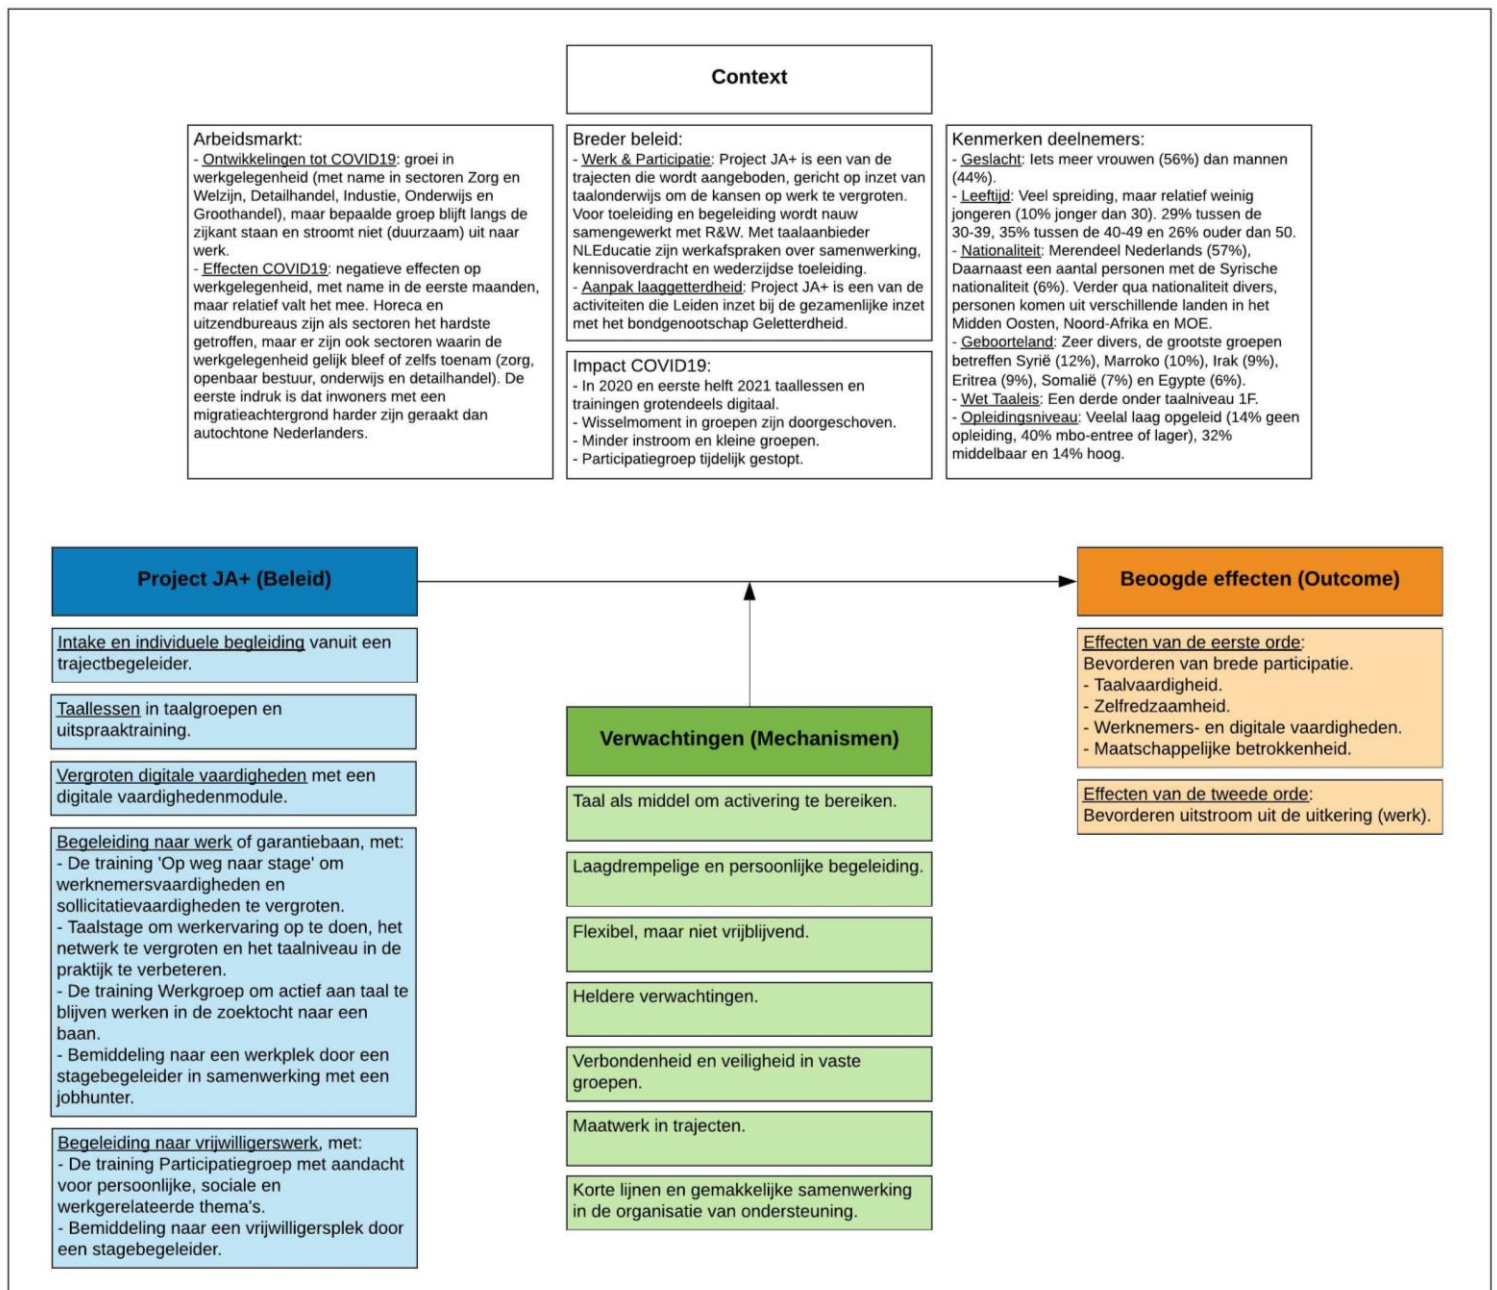 Context
Arbeidsmarkt:
- Ontwikkelingen tot COVID19: groei in
werkgelegenheid (met name in sectoren Zorg en
Welzijn, Detailhandel, Industie, Onderwijs en
Groothandel), maar bepaalde groep blijft langs de
zijkant staan en stroomt niet (duurzaam) uit naar
werk.
- Effecten COVID19: negatieve effecten op
werkgelegenheid, met name in de eerste maanden,
maar relatief valt het mee. Horeca en
uitzendbureaus zijn als sectoren het hardste
getroffen, maar er zijn ook sectoren waarin de
werkgelegenheid gelijk bleef of zelfs toenam (zorg,
openbaar bestuur, onderwijs en detailhandel). De
eerste indruk is dat inwoners met een
migratieachtergrond harder zijn geraakt dan
autochtone Nederlanders.
Breder beleid:
- Werk & Participatie: Project JA+ is een van de
trajecten die wordt aangeboden, gericht op inzet van
taalonderwijs om de kansen op werk te vergroten.
Voor toeleiding en begeleiding wordt nauw
samengewerkt met R&W. Met taalaanbieder
NLEducatie zijn werkafspraken over samenwerking,
kennisoverdracht en wederzijdse toeleiding.
- Aanpak laaggetterdheid: Project JA+ is een van de
activiteiten die Leiden inzet bij de gezamenlijke inzet
met het bondgenootschap Geletterdheid.
Impact COVID19:
- In 2020 en eerste helft 2021 taallessen en
trainingen grotendeels digitaal.
- Wisselmoment in groepen zijn doorgeschoven.
- Minder instroom en kleine groepen.
- Participatiegroep tijdelijk gestopt.
Kenmerken deelnemers:
- Geslacht: Iets meer vrouwen (56%) dan mannen
(44%).
- Leeftijd: Veel spreiding, maar relatief weinig
jongeren (10% jonger dan 30). 29% tussen de
30-39, 35% tussen de 40-49 en 26% ouder dan 50.
- Nationaliteit: Merendeel Nederlands (57%),
Daarnaast een aantal personen met de Syrische
nationaliteit (6%). Verder qua nationaliteit divers,
personen komen uit verschillende landen in het
Midden Oosten, Noord-Afrika en MOE.
- Geboorteland: Zeer divers, de grootste groepen
betreffen Syrië (12%), Marroko (10%), Irak (9%),
Eritrea (9%), Somalië (7%) en Egypte (6%).
- Wet Taaleis: Een derde onder taalniveau 1F.
- Opleidingsniveau: Veelal laag opgeleid (14% geen
opleiding, 40% mbo-entree of lager), 32%
middelbaar en 14% hoog.
Project JA+ (Beleid)
Intake en individuele begleiding vanuit een
trajectbegeleider.
Taallessen in taalgroepen en
uitspraaktraining.
Vergroten digitale vaardigheden met een
digitale vaardighedenmodule.
Begeleiding naar werk of garantiebaan, met:
- De training 'Op weg naar stage' om
werknemersvaardigheden en
sollicitatievaardigheden te vergroten.
- Taalstage om werkervaring op te doen, het
netwerk te vergroten en het taalniveau in de
praktijk te verbeteren.
- De training Werkgroep om actief aan taal te
blijven werken in de zoektocht naar een
baan.
- Bemiddeling naar een werkplek door een
stagebegeleider in samenwerking met een
jobhunter.
Begeleiding naar vrijwilligerswerk, met:
- De training Participatiegroep met aandacht
voor persoonlijke, sociale en
werkgerelateerde thema's.
- Bemiddeling naar een vrijwilligersplek door
een stagebegeleider.
Verwachtingen (Mechanismen)
Taal als middel om activering te bereiken.
Laagdrempelige en persoonlijke begeleiding.
Flexibel, maar niet vrijblijvend.
Heldere verwachtingen.
Verbondenheid en veiligheid in vaste
groepen.
Maatwerk in trajecten.
Korte lijnen en gemakkelijke samenwerking
in de organisatie van ondersteuning.
Beoogde effecten (Outcome)
Effecten van de eerste orde:
Bevorderen van brede participatie.
- Taalvaardigheid.
- Zelfredzaamheid.
- Werknemers- en digitale vaardigheden.
- Maatschappelijke betrokkenheid.
Effecten van de tweede orde:
Bevorderen uitstroom uit de uitkering (werk).